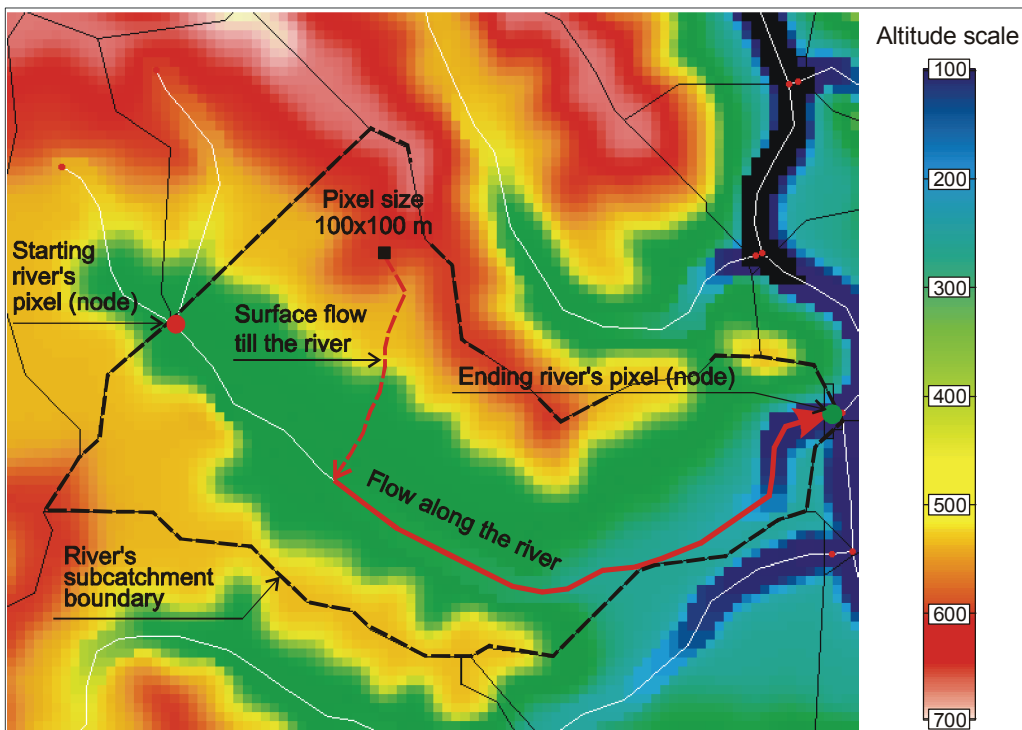 Altitude scale
100
200
300
400
500
600
700
Pixel size
100x100 m
Starting
river's
pixel (node)
Surface flow
till the river
Ending river's pixel (node)
Flow along the river
River's
subcatchment
boundary